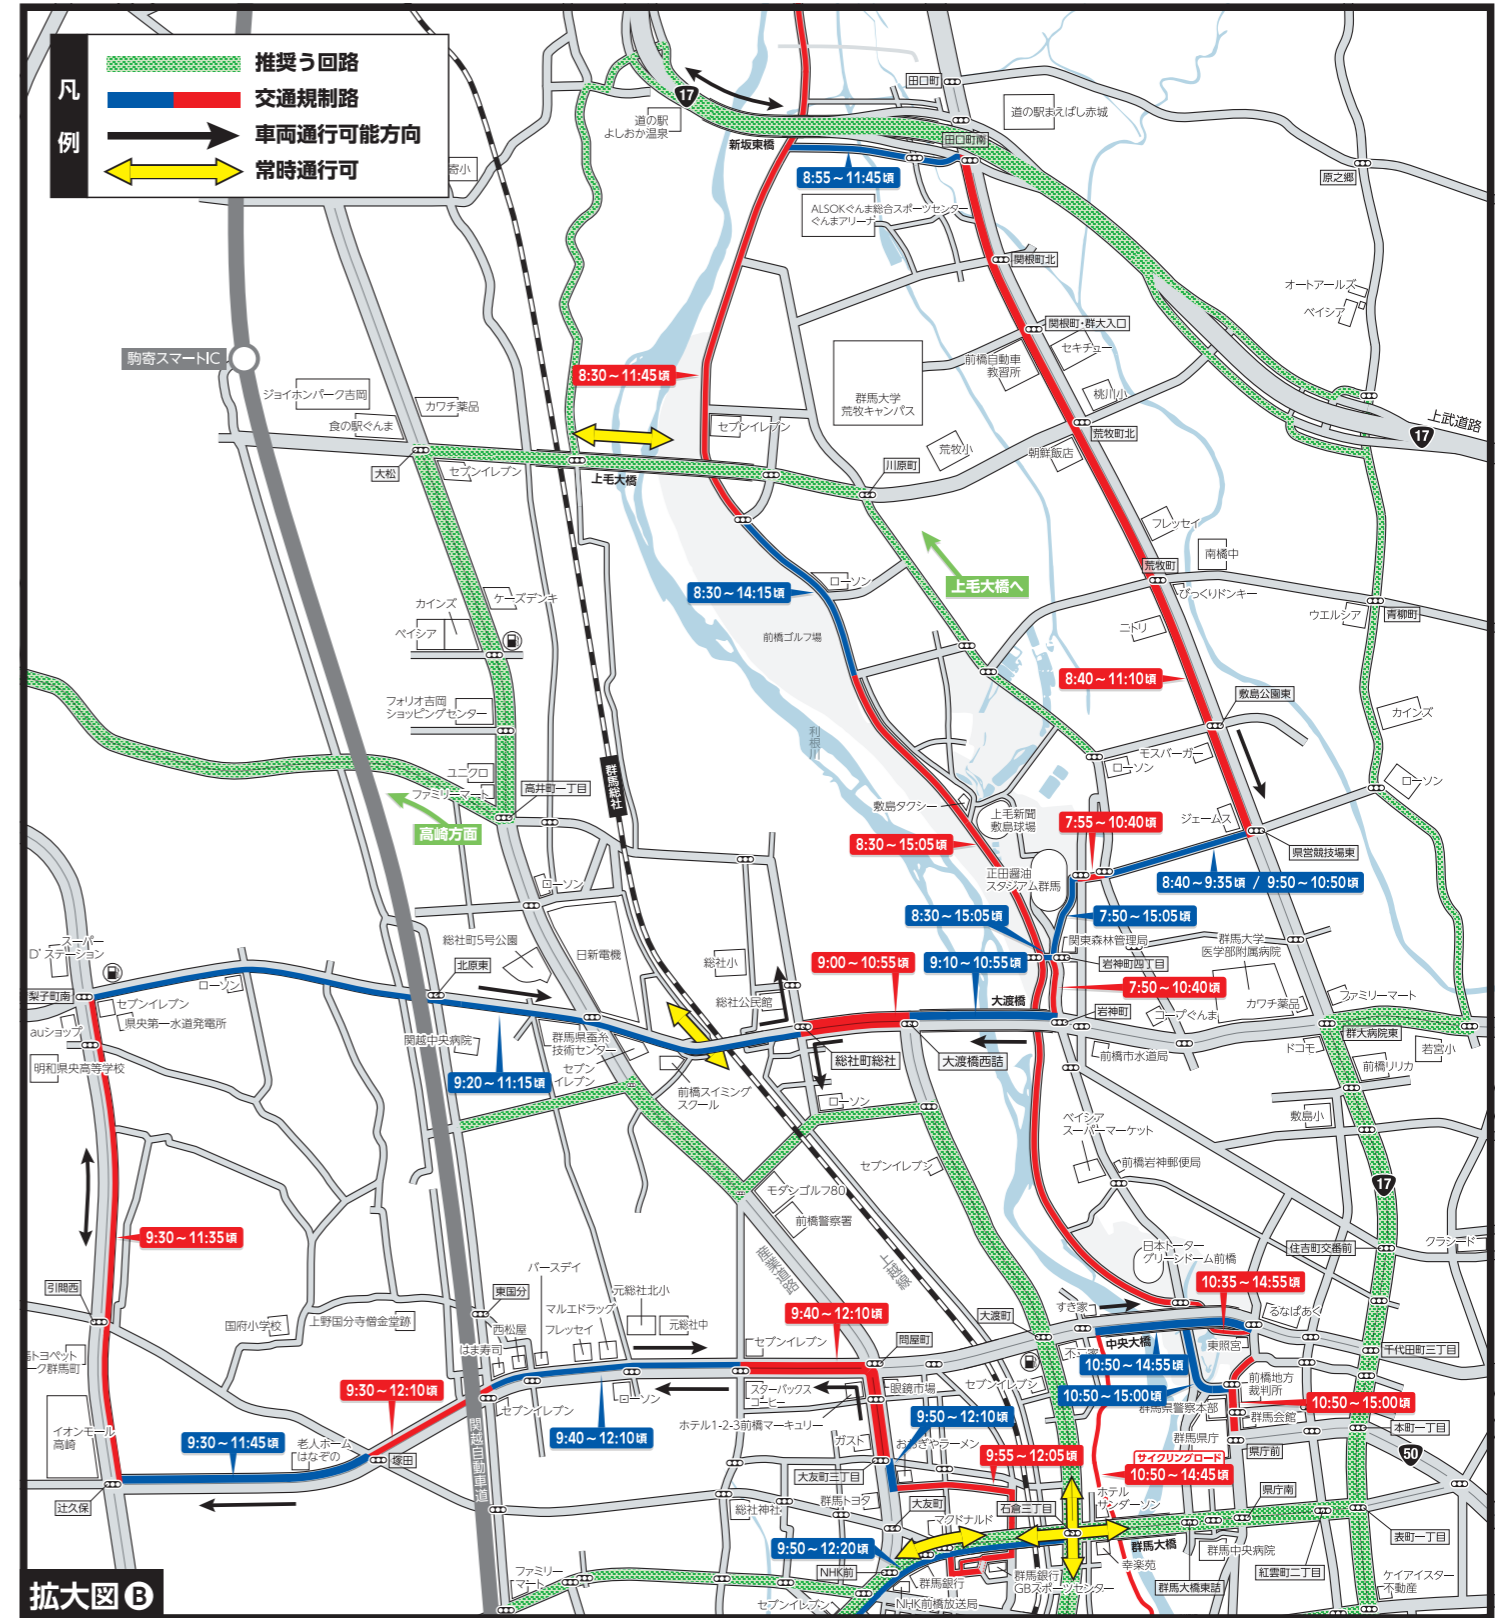 凡例
推奨う回路
交通規制路
車両通行可能方向
常時通行可
寄小
17
道の駅
よしおか温泉
新坂東橋
田口町
道の駅まえばし赤城
田口町南
原之郷
8:55～11:45頃
ALSOKぐんま総合スポーツセンター
ぐんまアリーナ
関根町北
オートアールズ
ベイシア
関根町・群大入口
セキチュー
前橋自動車
教習所
駒寄スマートIC
8:30～11:45頃
群馬大学
荒牧キャンパス
桃川小
ジョイホンパーク吉岡
カワチ薬品
食の駅ぐんま
セブンイレブン
荒牧町北
上武道路
17
大松
セブンイレブン
上毛大橋
川原町
荒牧小
朝鮮飯店
フレッセイ
南橘中
荒牧町
びっくりドンキー
上毛大橋へ
ローソン
8:30～14:15頃
カインズ
ケーズデンキ
ベイシア
前橋ゴルフ場
ニトリ
ウエルシア
青柳町
8:40～11:10頃
敷島公園東
カインズ
フォリオ吉岡
ショッピングセンター
利根川
モスバーガー
ローソン
ローソン
ユニクロ
ファミリーマート
高井町一丁目
群馬総社
高崎方面
敷島タクシー
上毛新聞
敷島球場
7:55～10:40頃
ジェームス
8:30～15:05頃
県営競技場東
正田醤油
スタジアム群馬
8:40～9:35頃 / 9:50～10:50頃
ローソン
8:30～15:05頃
7:50～15:05頃
スーパー
D'ステーション
総社町5号公園
日新電機
関東森林管理局
群馬大学
医学部附属病院
北原東
総社小
9:00～10:55頃
9:10～10:55頃
岩神町四丁目
7:50～10:40頃
梨子町南
セブンイレブン
ローソン
総社公民館
大渡橋
岩神町
コープぐんま
カワチ薬品
ファミリーマート
県央第一水道発電所
auショップ
関越中央病院
群馬県蚕糸
技術センター
総社町総社
大渡橋西詰
前橋市水道局
群大病院東
ドコモ
若宮小
明和県央高等学校
9:20～11:15頃
セブン
イレブン
前橋スイミング
スクール
前橋リリカ
ローソン
ベイシア
スーパーマーケット
敷島小
セブンイレブン
前橋岩神郵便局
モダンゴルフ80
前橋警察署
17
9:30～11:35頃
産業道路
上越線
日本トーター
グリーンドーム前橋
住吉町交番前
クラシード
引間西
東国分
バースデイ
元総社北小
マルエドラッグ
10:35～14:55頃
国府小学校
上野国分寺僧金堂跡
西松屋
フレッセイ
元総社中
9:40～12:10頃
大渡町
すき家
るなぱあく
はま寿司
セブンイレブン
問屋町
中央大橋
東照宮
千代田町三丁目
10:50～14:55頃
9:30～12:10頃
ローソン
スターバックス
コーヒー
眼鏡市場
セブンイレブン
10:50～15:00頃
前橋地方
裁判所
10:50～15:00頃
セブンイレブン
ホテル1-2-3前橋マーキュリー
9:50～12:10頃
群馬県警察本部
群馬会館
本町一丁目
イオンモール
高崎
9:30～11:45頃
老人ホーム
はなぞの
9:40～12:10頃
ガスト
おおぎやラーメン
群馬県庁
県庁前
50
塚田
関越自動車道
9:55～12:05頃
サイクリングロード
10:50～14:45頃
大友町三丁目
辻久保
群馬トヨタ
大友町
石倉三丁目
ホテル
サンダーソン
県庁南
総社神社
マクドナルド
表町一丁目
9:50～12:20頃
群馬大橋
群馬中央病院
幸楽苑
NHK前
群馬銀行
群馬銀行
GBスポーツセンター
群馬大橋東詰
紅雲町二丁目
ケイアイスター
不動産
ファミリー
マート
セブンイレブン
NHK前橋放送局
拡大図B